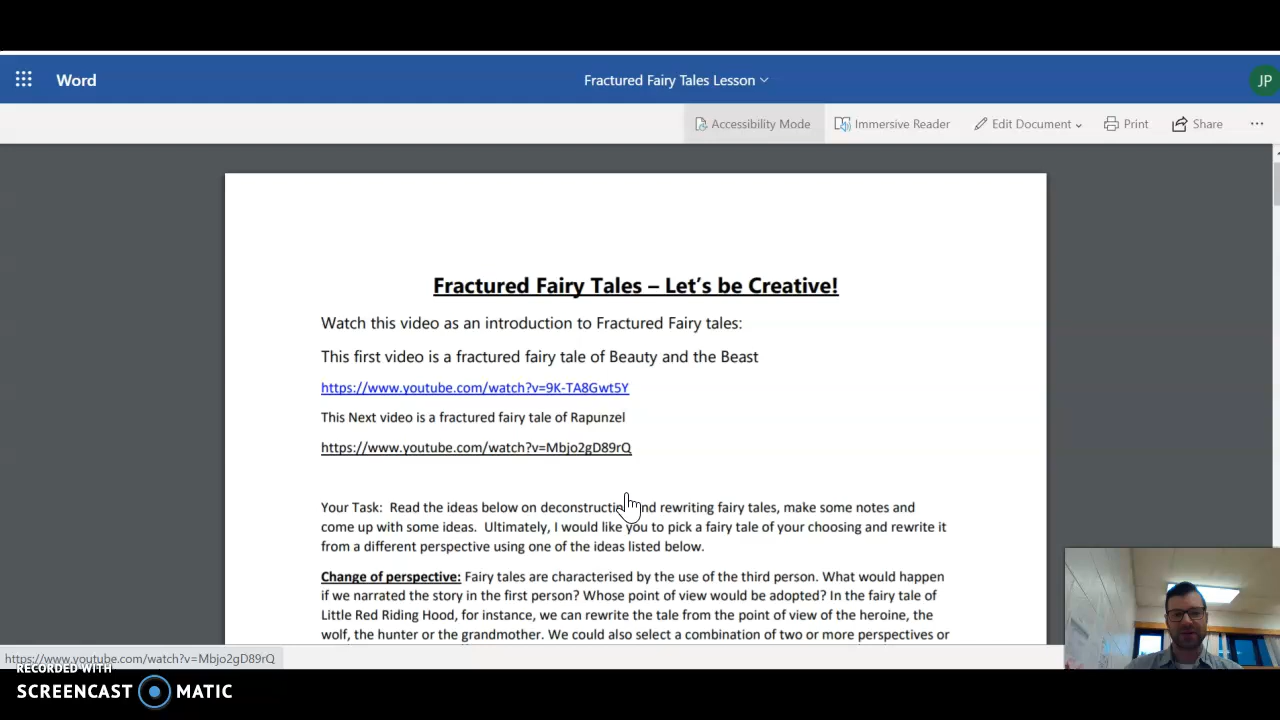 Word
Fractured Fairy Tales Lesson
JP
Accessibility Mode
Immersive Reader
Edit Document
Print
Share
Fractured Fairy Tales – Let's be Creative!
Watch this video as an introduction to Fractured Fairy tales:
This first video is a fractured fairy tale of Beauty and the Beast
https://www.youtube.com/watch?v=9K-TA8Gwt5Y
This Next video is a fractured fairy tale of Rapunzel
https://www.youtube.com/watch?v=Mbjo2gD89rQ
Your Task: Read the ideas below on deconstructing and rewriting fairy tales, make some notes and
come up with some ideas. Ultimately, I would like you to pick a fairy tale of your choosing and rewrite it
from a different perspective using one of the ideas listed below.
Change of perspective: Fairy tales are characterised by the use of the third person. What would happen
if we narrated the story in the first person? Whose point of view would be adopted? In the fairy tale of
Little Red Riding Hood, for instance, we can rewrite the tale from the point of view of the heroine, the
wolf, the hunter or the grandmother. We could also select a combination of two or more perspectives or
https://www.youtube.com/watch?v=Mbjo2gD89rQ
RECORDED WITH
SCREENCAST MATIC